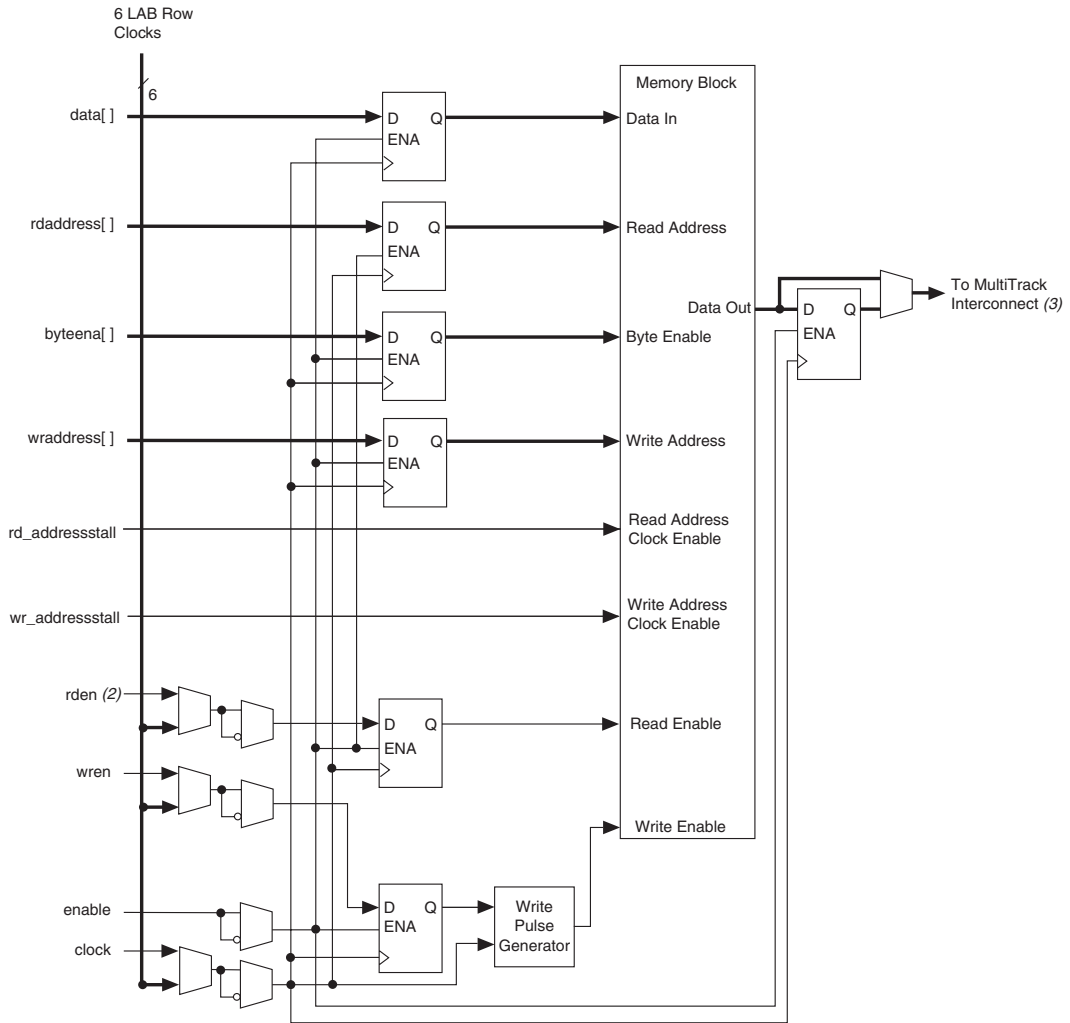 6 LAB Row
Clocks
6
Memory Block
data[ ]
D Q
ENA
Data In
rdaddress[ ]
D Q
ENA
Read Address
Data Out
D Q
ENA
To MultiTrack
Interconnect (3)
byteena[ ]
D Q
ENA
Byte Enable
wraddress[ ]
D Q
ENA
Write Address
rd_addressstall
Read Address
Clock Enable
wr_addressstall
Write Address
Clock Enable
rden (2)
D Q
ENA
Read Enable
wren
Write Enable
enable
D Q
ENA
Write
Pulse
Generator
clock